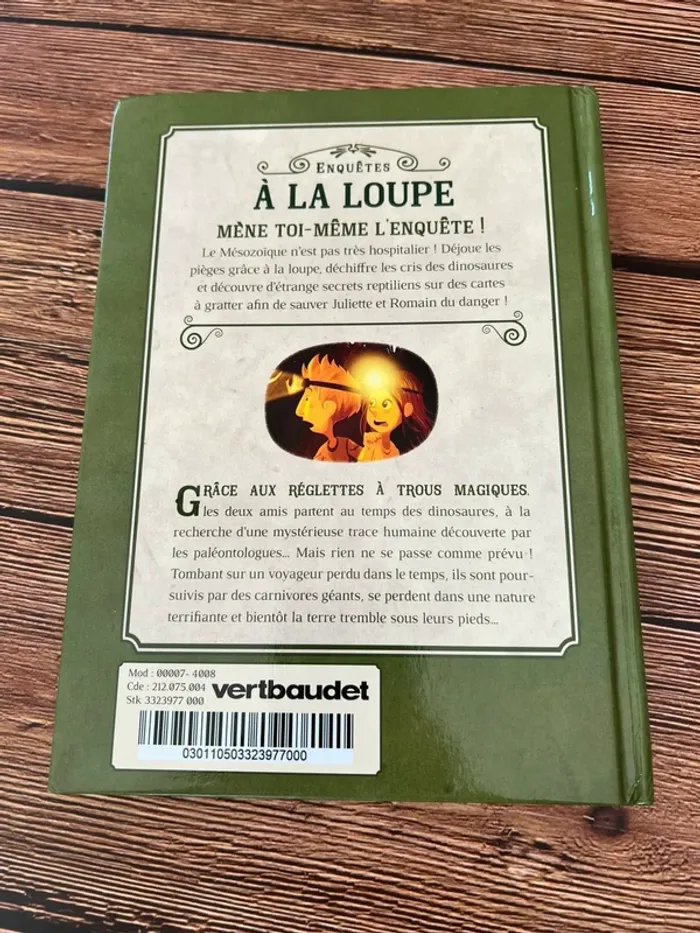 ENQUÊTES
À LA LOUPE
MÈNE TOI-MÊME L'ENQUÊTE !
Le Mésozoïque n'est pas très hospitalier ! Déjoue les
pièges grâce à la loupe, déchiffre les cris des dinosaures
et découvre d'étrange secrets reptiliens sur des cartes
à gratter afin de sauver Juliette et Romain du danger !
GRÂCE AUX RÉGLETTES À TROUS MAGIQUES,
les deux amis partent au temps des dinosaures, à la
recherche d'une mystérieuse trace humaine découverte par
les paléontologues... Mais rien ne se passe comme prévu !
Tombant sur un voyageur perdu dans le temps, ils sont pour-
suivis par des carnivores géants, se perdent dans une nature
terrifiante et bientôt la terre tremble sous leurs pieds...
Mod : 00007- 4008
Cde : 212.075.004
Stk 3323977 000
vertbaudet
030110503323977000